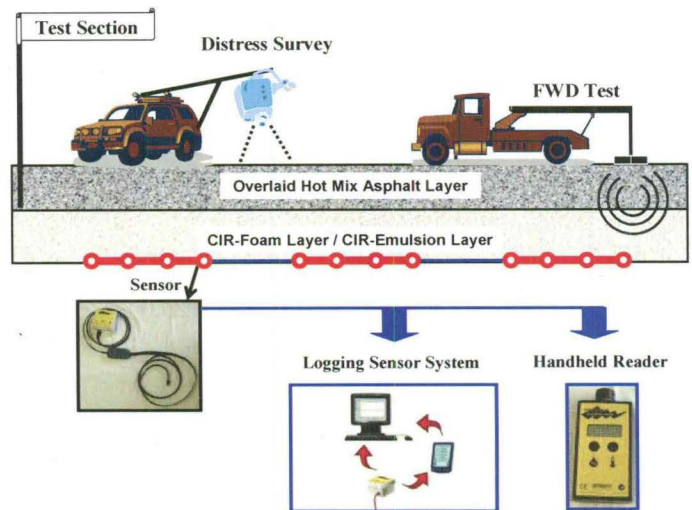 Test Section
Distress Survey
FWD Test
Overlaid Hot Mix Asphalt Layer
CIR-Foam Layer / CIR-Emulsion Layer
Sensor
Logging Sensor System
Handheld Reader